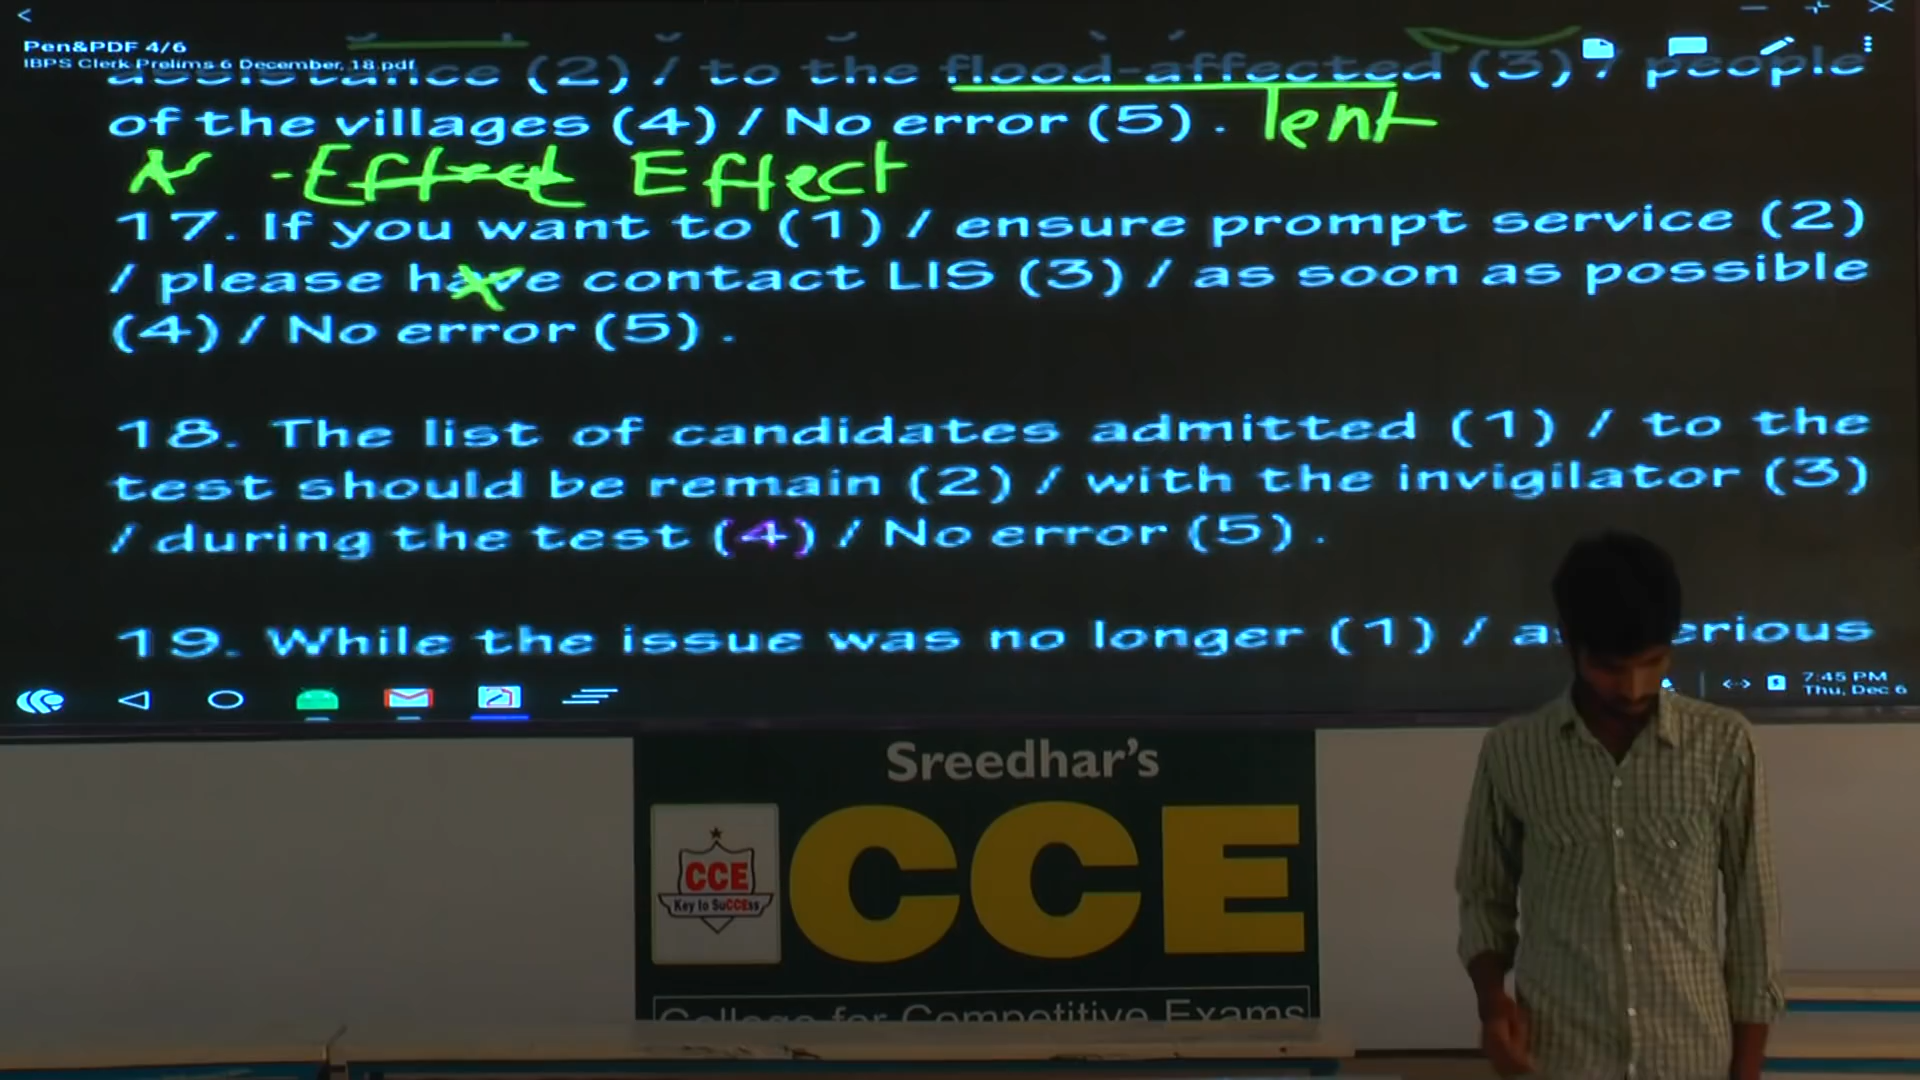 Pen&PDF 4/6
IBPS Clerk Prelims 6 December, 18.pdf
assistance (2) / to the flood-affected (3) / people
of the villages (4) / No error (5) . Tent
N - Effect Effect
17. If you want to (1) / ensure prompt service (2)
/ please have contact LIS (3) / as soon as possible
(4) / No error (5) .
18. The list of candidates admitted (1) / to the
test should be remain (2) / with the invigilator (3)
/ during the test (4) / No error (5) .
19. While the issue was no longer (1) /
7:45 PM
Thu, Dec 6
Sreedhar's
CCE
CCE
Key to SuCCEss
College for Competitive Exams